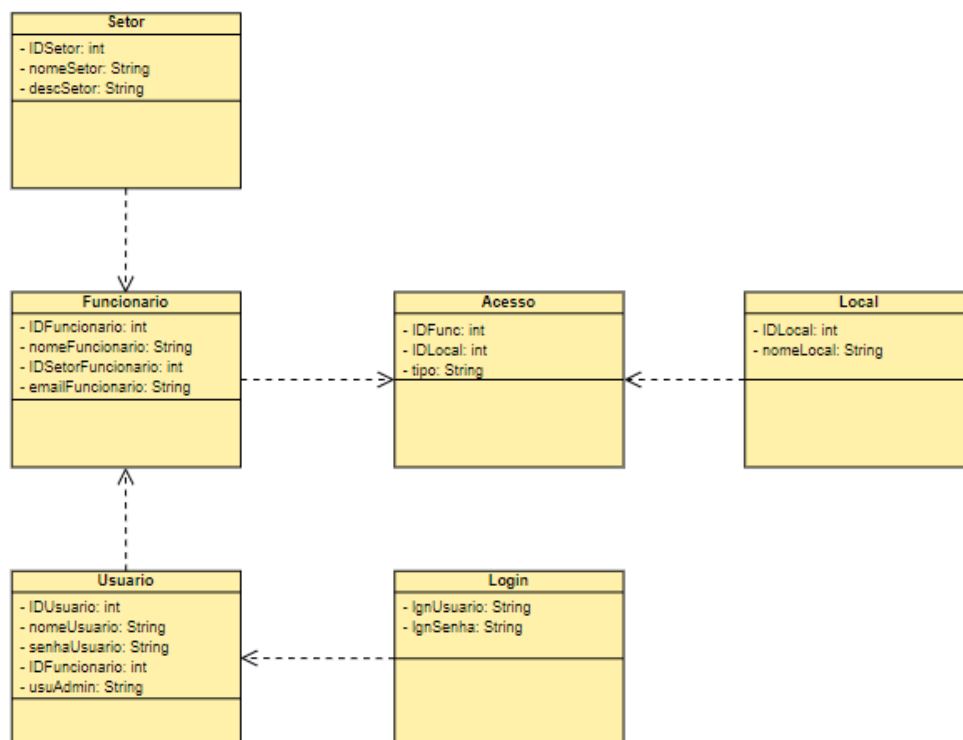 Setor
- IDSetor: int
- nomeSetor: String
- descSetor: String
Funcionario
- IDFuncionario: int
- nomeFuncionario: String
- IDSetorFuncionario: int
- emailFuncionario: String
Acesso
- IDFunc: int
- IDLocal: int
- tipo: String
Local
- IDLocal: int
- nomeLocal: String
Usuario
- IDUsuario: int
- nomeUsuario: String
- senhaUsuario: String
- IDFuncionario: int
- usuAdmin: String
Login
- lgnUsuario: String
- lgnSenha: String